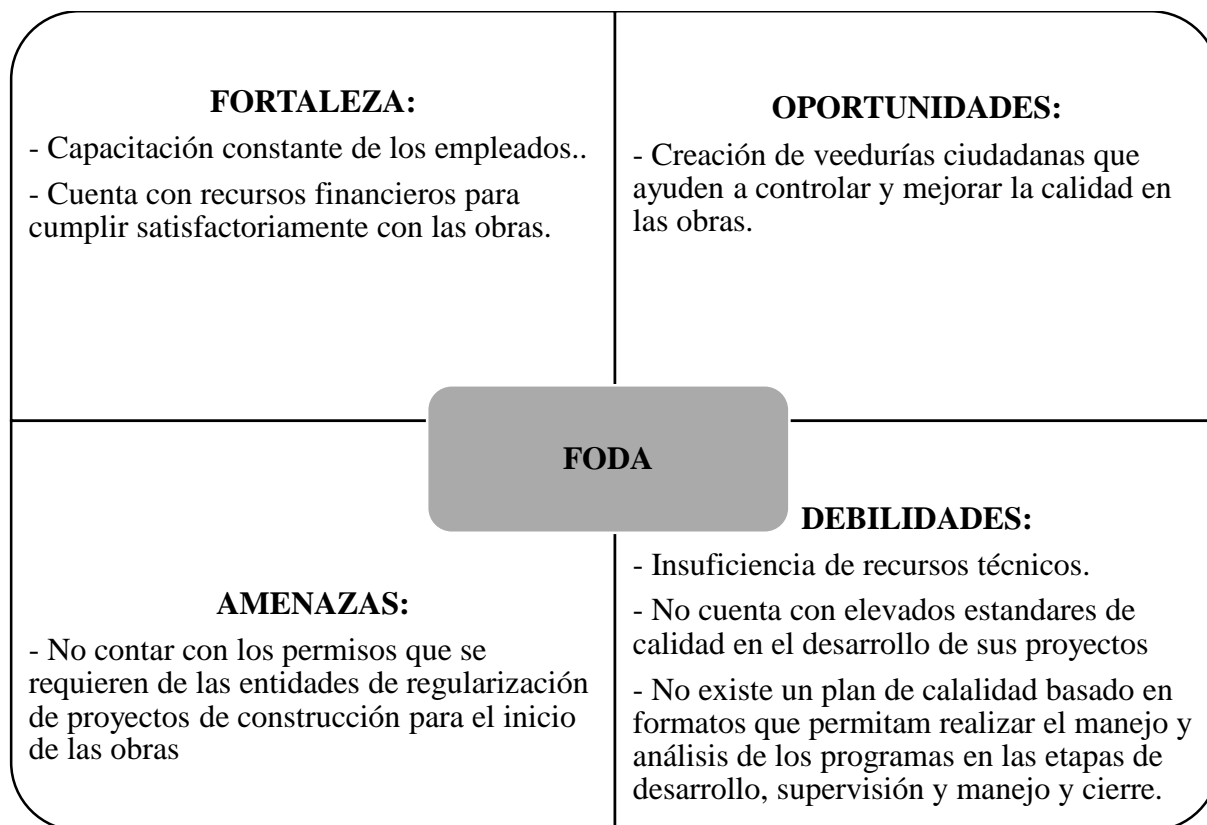 FORTALEZA:
- Capacitación constante de los empleados..
- Cuenta con recursos financieros para
cumplir satisfactoriamente con las obras.
OPORTUNIDADES:
- Creación de veedurías ciudadanas que
ayuden a controlar y mejorar la calidad en
las obras.
FODA
AMENAZAS:
- No contar con los permisos que se
requieren de las entidades de regularización
de proyectos de construcción para el inicio
de las obras
DEBILIDADES:
- Insuficiencia de recursos técnicos.
- No cuenta con elevados estandares de
calidad en el desarrollo de sus proyectos
- No existe un plan de calalidad basado en
formatos que permitam realizar el manejo y
análisis de los programas en las etapas de
desarrollo, supervisión y manejo y cierre.